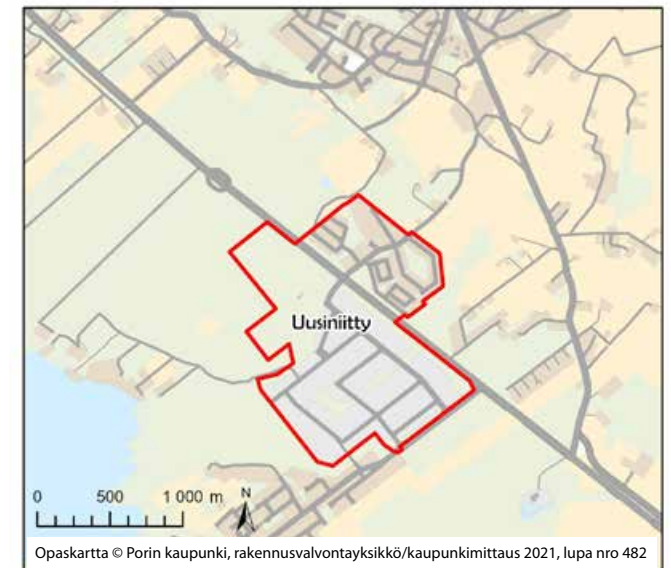 Uusiniitty
0 500 1 000 m N
Opaskartta © Porin kaupunki, rakennusvalvontayksikkö/kaupunkimittaus 2021, lupa nro 482